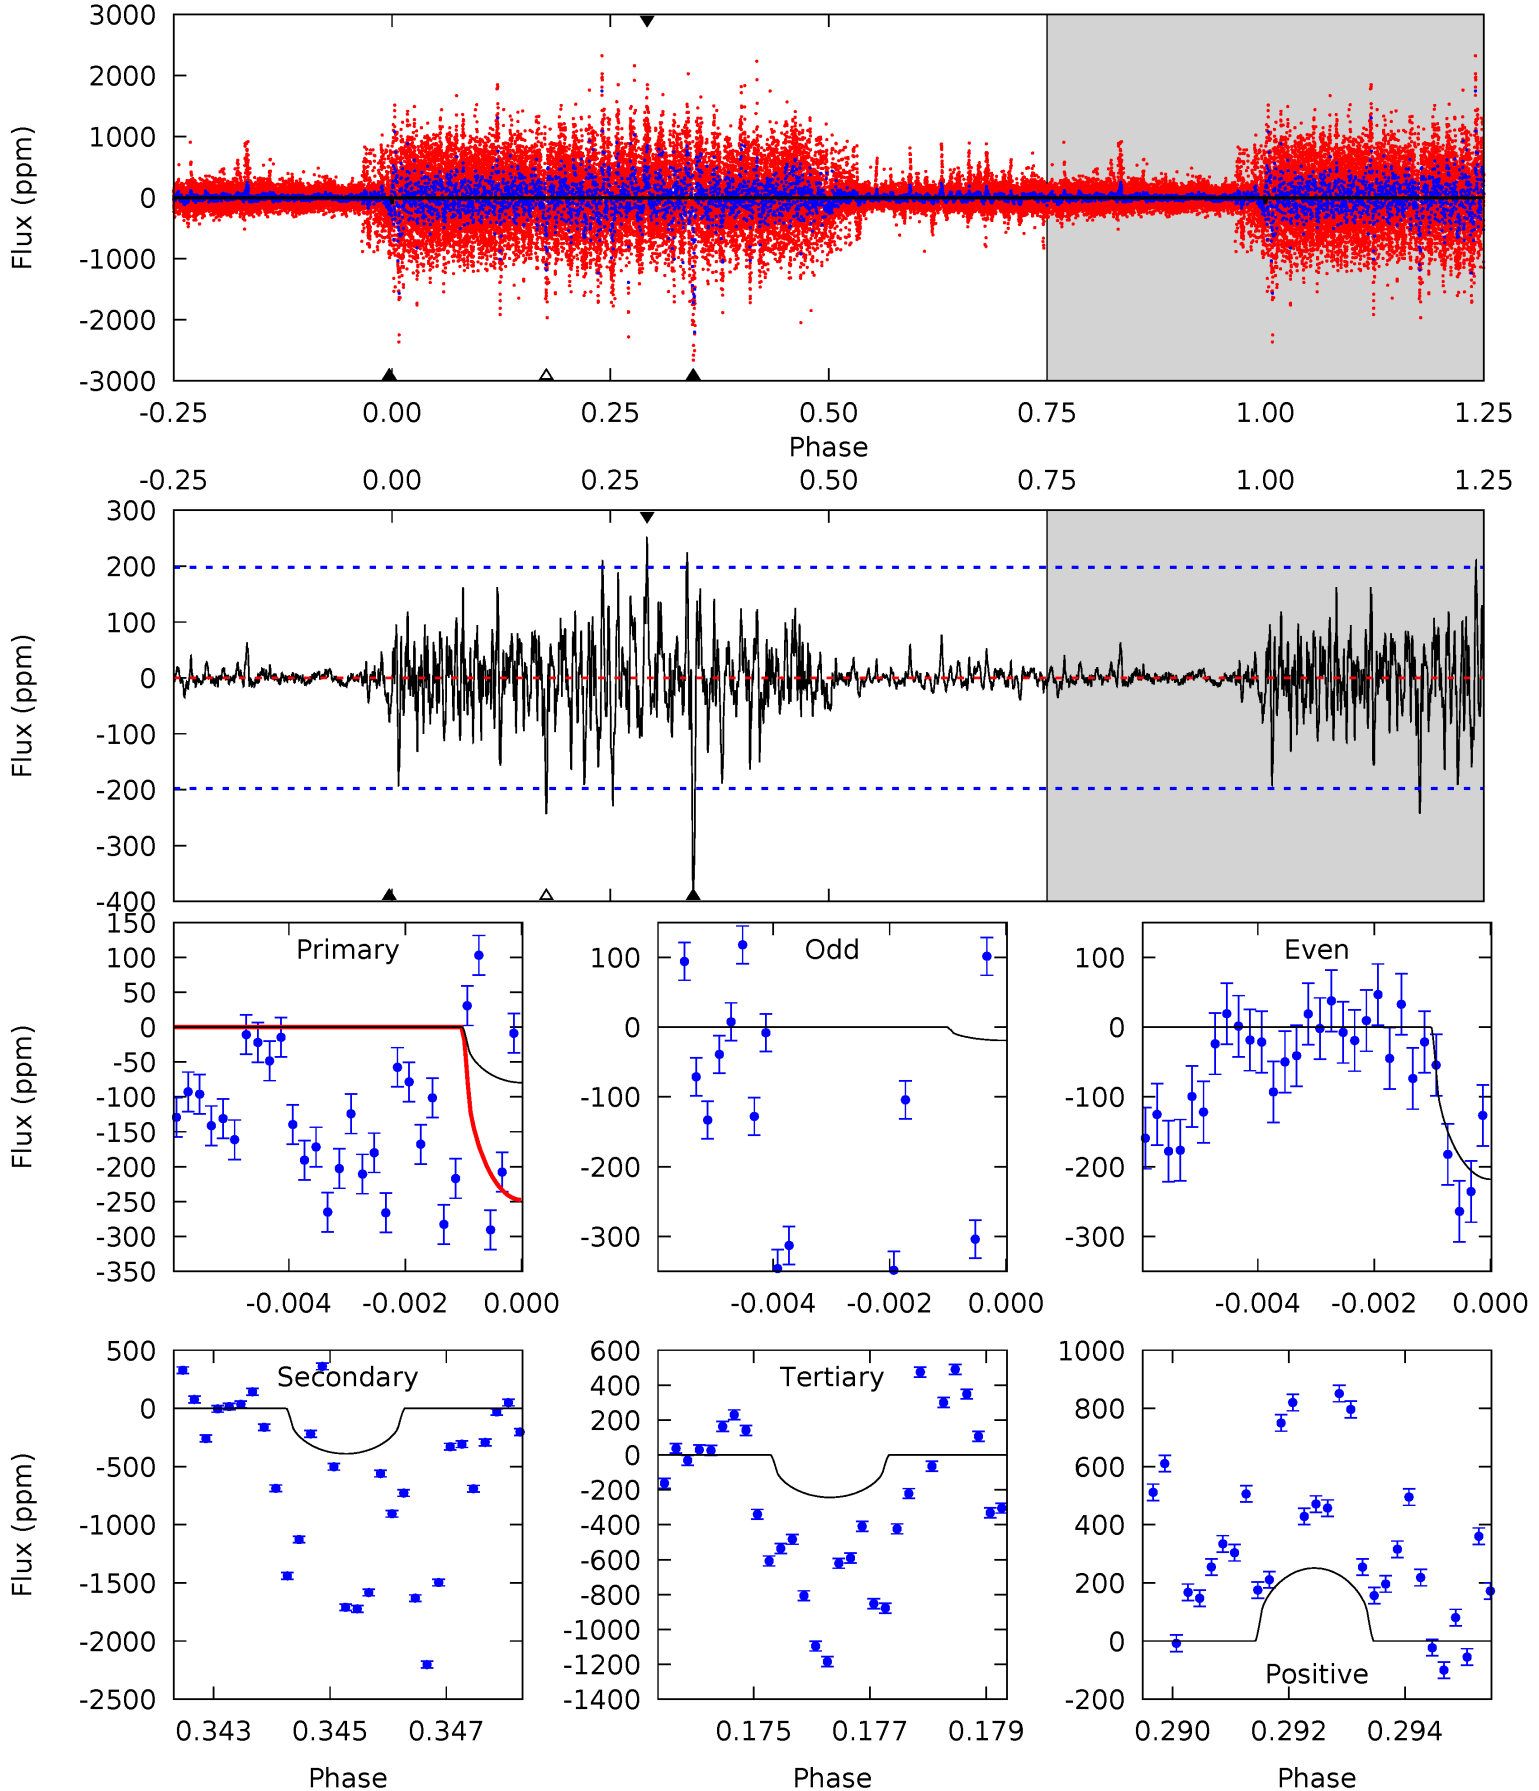 3000
2000
1000
0
-1000
-2000
-3000
Flux (ppm)
-0.25 0.00 0.25 0.50 0.75 1.00 1.25
Phase
-0.25 0.00 0.25 0.50 0.75 1.00 1.25
300
200
100
0
-100
-200
-300
-400
Flux (ppm)
Primary
150
100
50
0
-50
-100
-150
-200
-250
-300
-350
Flux (ppm)
-0.004 -0.002 0.000
Odd
100
0
-100
-200
-300
-0.004 -0.002 0.000
Even
100
0
-100
-200
-300
-0.004 -0.002 0.000
Secondary
500
0
-500
-1000
-1500
-2000
-2500
Flux (ppm)
0.343 0.345 0.347
Phase
Tertiary
600
400
200
0
-200
-400
-600
-800
-1000
-1200
-1400
0.175 0.177 0.179
Phase
1000
800
600
400
200
0
-200
Positive
0.290 0.292 0.294
Phase